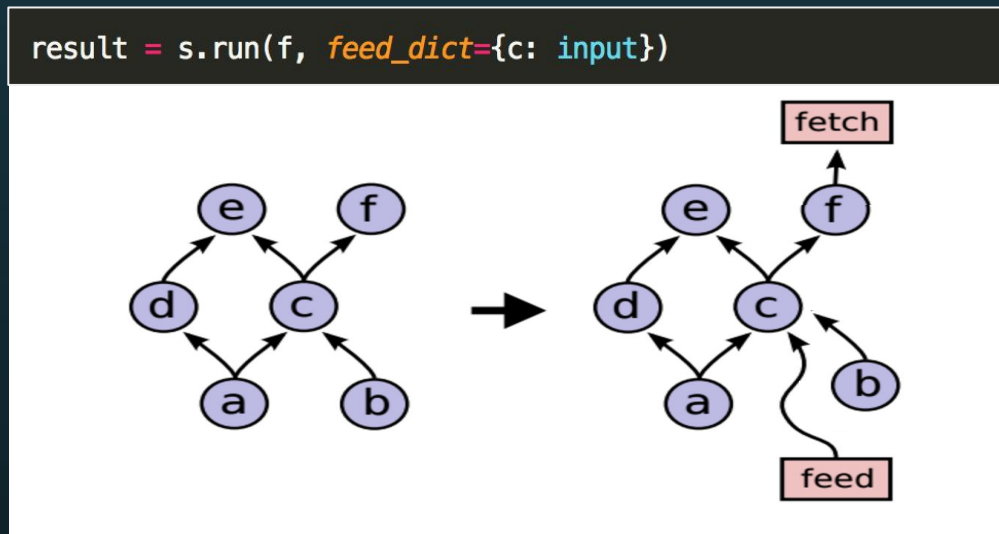 result = s.run(f, feed_dict={c: input})
fetch
e f e f
d c d c
a b a b
feed